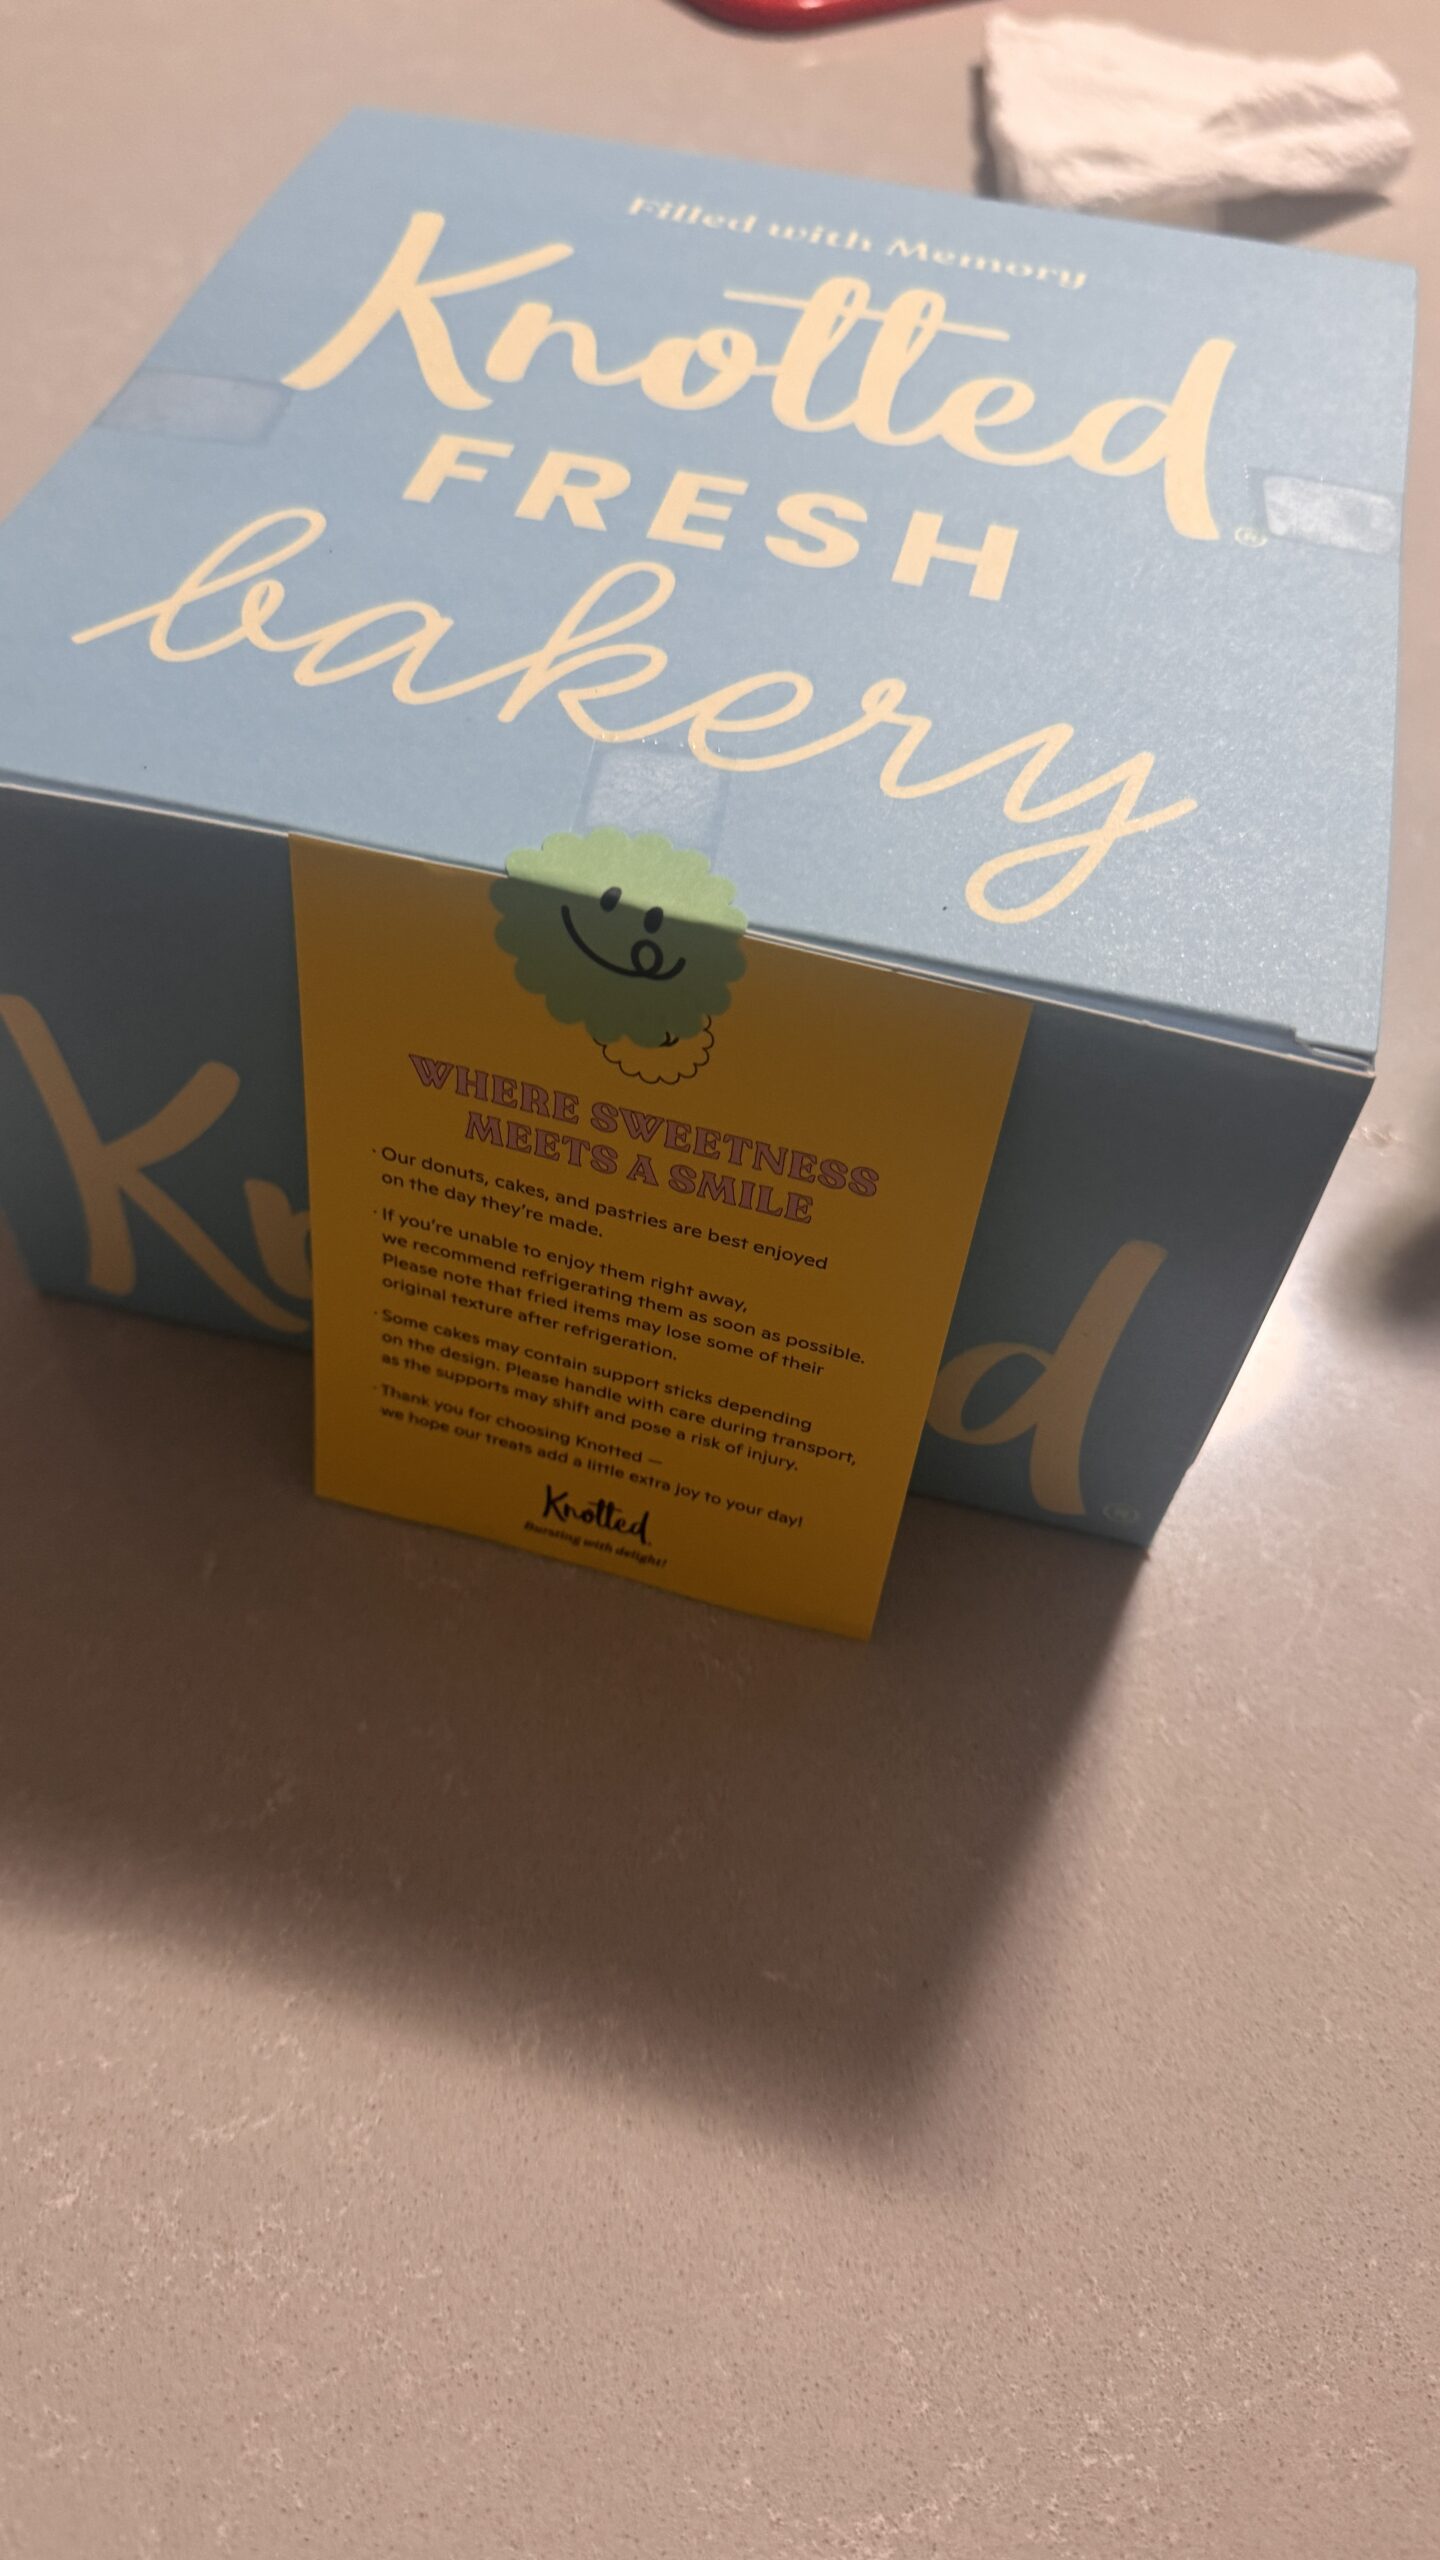 Filled with Memory
Knotted®
FRESH
bakery
WHERE SWEETNESS
MEETS A SMILE
· Our donuts, cakes, and pastries are best enjoyed
on the day they're made.
· If you're unable to enjoy them right away,
we recommend refrigerating them as soon as possible.
Please note that fried items may lose some of their
original texture after refrigeration.
· Some cakes may contain support sticks depending
on the design. Please handle with care during transport,
as the supports may shift and pose a risk of injury.
· Thank you for choosing Knotted —
we hope our treats add a little extra joy to your day!
Knotted.
Bursting with delight!
Kn
d®